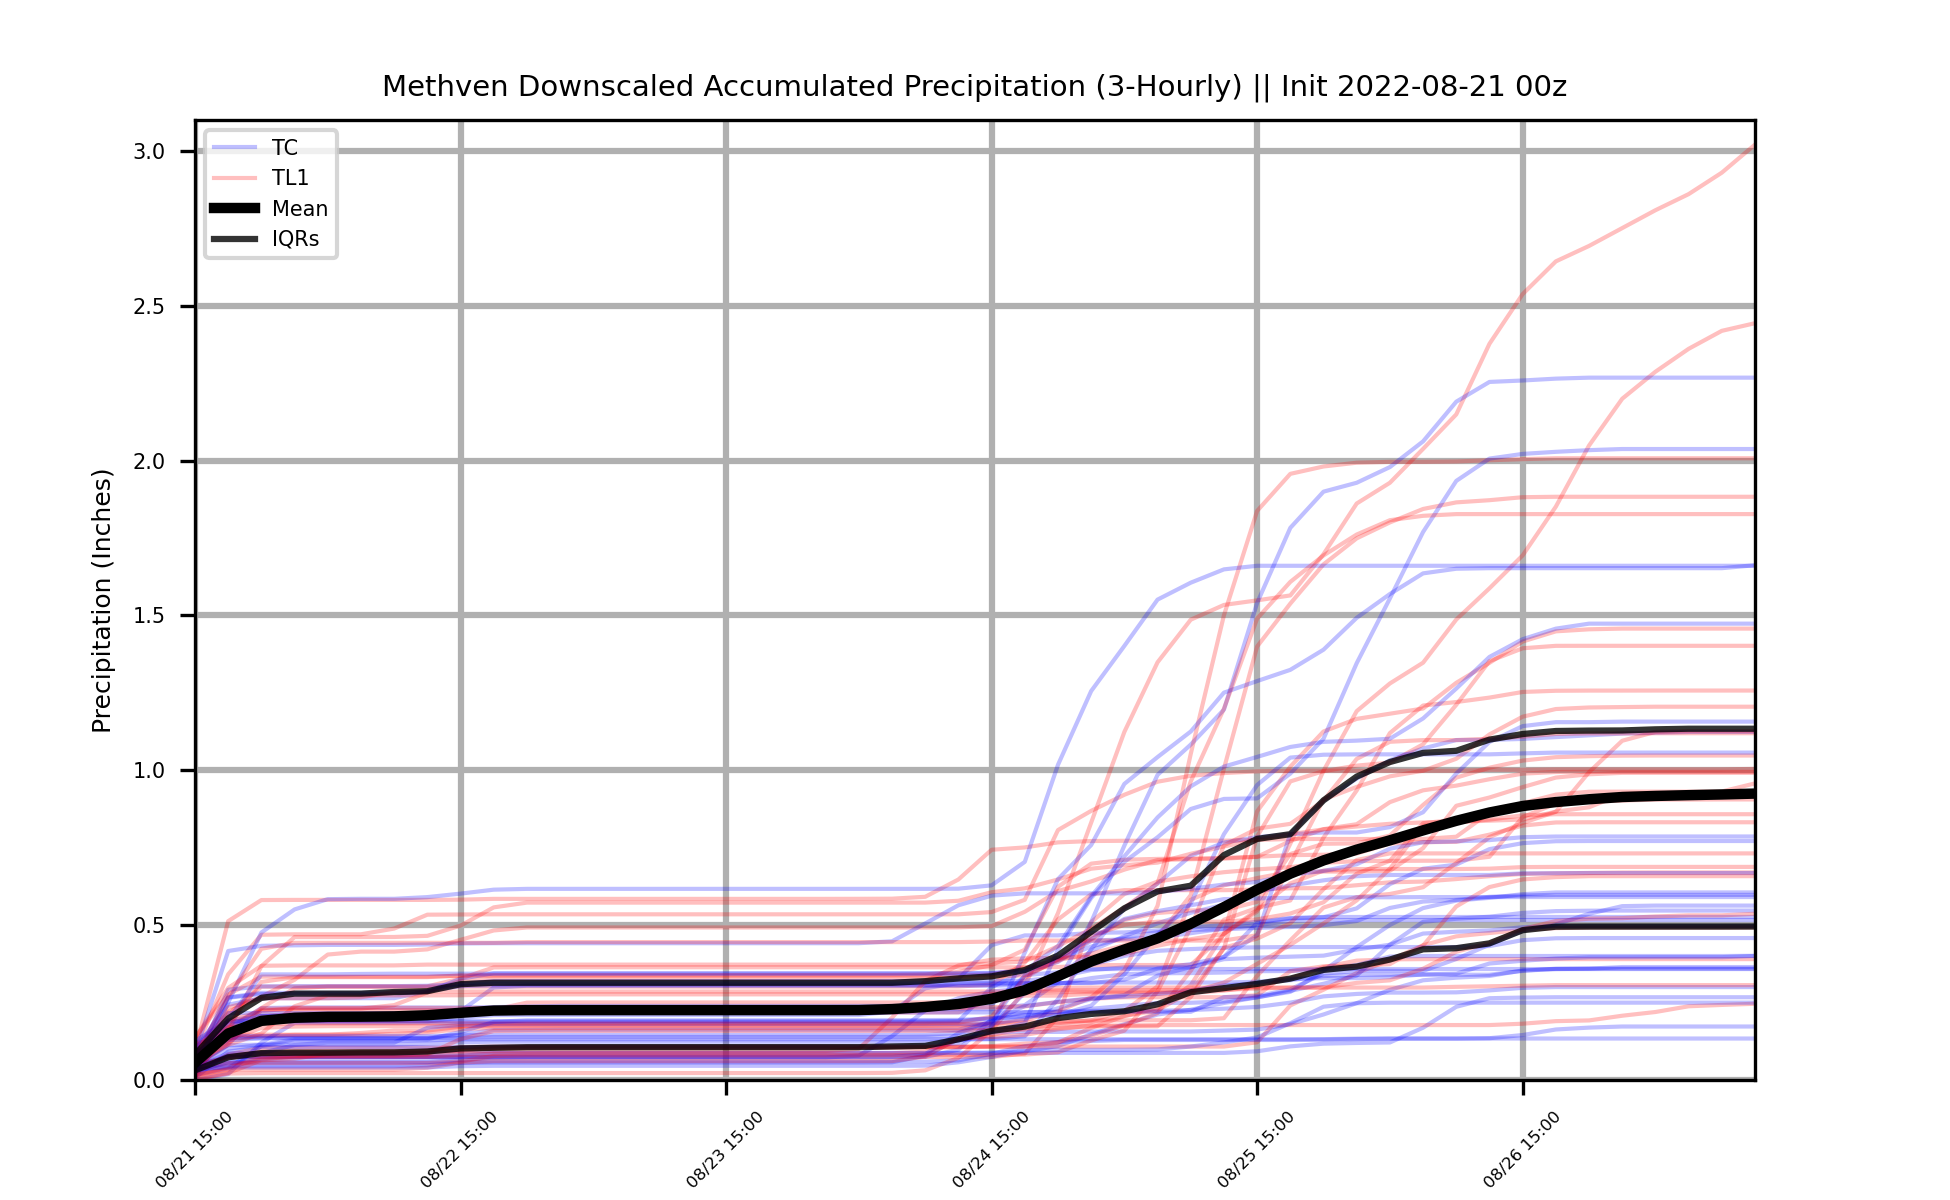 Methven Downscaled Accumulated Precipitation (3-Hourly) || Init 2022-08-21 00z
TC
TL1
Mean
IQRs
Precipitation (Inches)
3.0
2.5
2.0
1.5
1.0
0.5
0.0
08/21 15:00
08/22 15:00
08/23 15:00
08/24 15:00
08/25 15:00
08/26 15:00